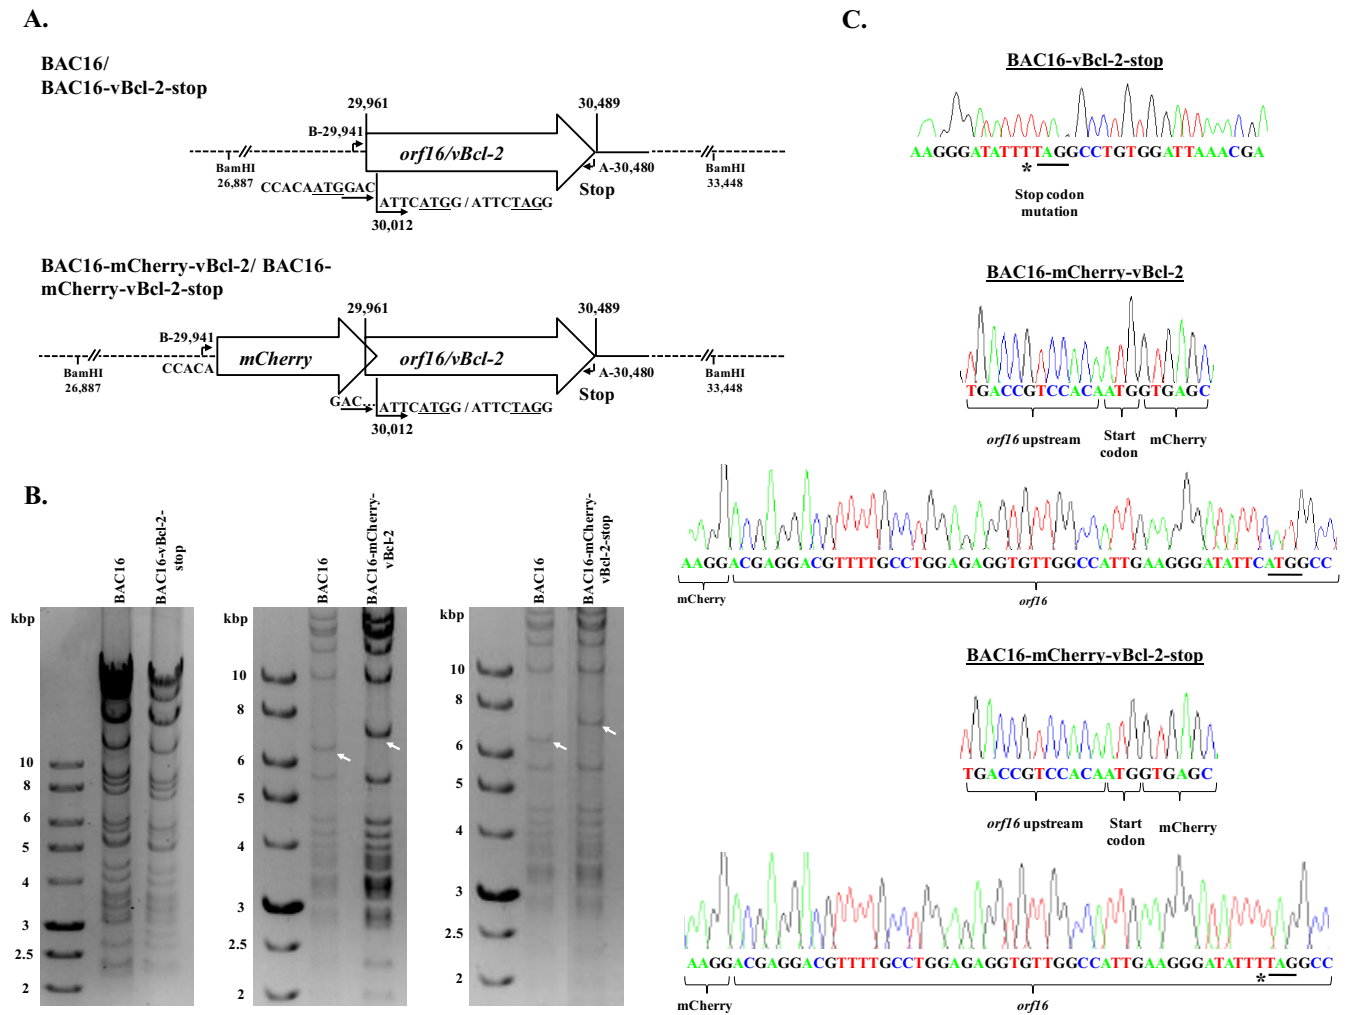 A.
BAC16/
BAC16-vBcl-2-stop
29,961
30,489
B-29,941
orf16/vBcl-2
BamHI
26,887
A-30,480
BamHI
33,448
Stop
CCACAATGGAC
ATTCATGG / ATTCTAGG
30,012
BAC16-mCherry-vBcl-2/ BAC16-
mCherry-vBcl-2-stop
29,961
30,489
B-29,941
mCherry
orf16/vBcl-2
BamHI
26,887
CCACA
A-30,480
BamHI
33,448
Stop
GAC...
ATTCATGG / ATTCTAGG
30,012
B.
BAC16
BAC16-vBcl-2-
stop
kbp
10
8
6
5
4
3
2.5
2
BAC16
BAC16-mCherry-
vBcl-2
kbp
10
8
6
5
4
3
2.5
2
BAC16
BAC16-mCherry-
vBcl-2-stop
kbp
10
8
6
5
4
3
2.5
2
C.
BAC16-vBcl-2-stop
AAGGGATATTTTAGGCCTGTGGATTAAACGA
*
Stop codon
mutation
BAC16-mCherry-vBcl-2
TGACCGTCCACAATGGTGAGC
orf16 upstream
Start
codon
mCherry
AAGGACGAGGACGTTTTGCCTGGAGAGGTGTTGGCCATTGAAGGGATATTCATGGCC
mCherry
orf16
BAC16-mCherry-vBcl-2-stop
TGACCGTCCACAATGGTGAGC
orf16 upstream
Start
codon
mCherry
AAGGACGAGGACGTTTTGCCTGGAGAGGTGTTGGCCATTGAAGGGATATTTTAGGCC
*
mCherry
orf16